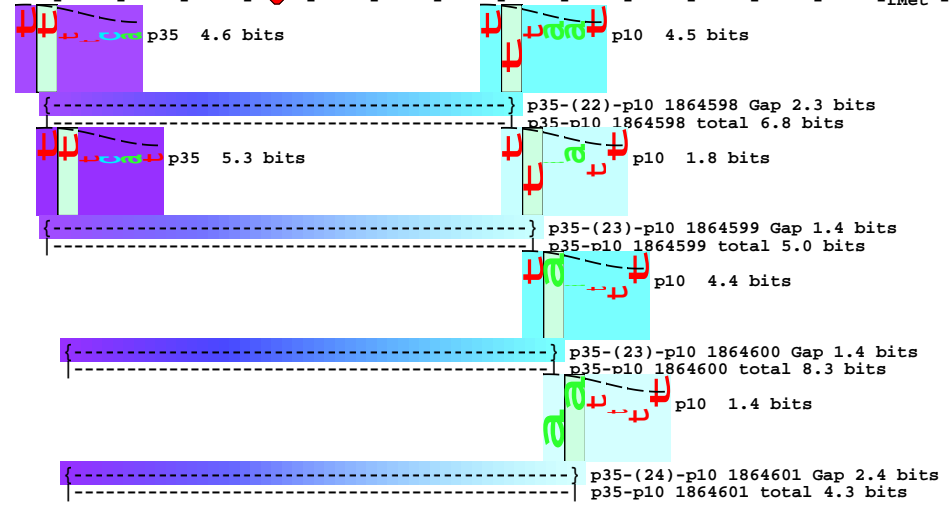 fMet
p35 4.6 bits
p10 4.5 bits
p35-(22)-p10 1864598 Gap 2.3 bits
p35-p10 1864598 total 6.8 bits
p35 5.3 bits
p10 1.8 bits
p35-(23)-p10 1864599 Gap 1.4 bits
p35-p10 1864599 total 5.0 bits
p10 4.4 bits
p35-(23)-p10 1864600 Gap 1.4 bits
p35-p10 1864600 total 8.3 bits
p10 1.4 bits
p35-(24)-p10 1864601 Gap 2.4 bits
p35-p10 1864601 total 4.3 bits